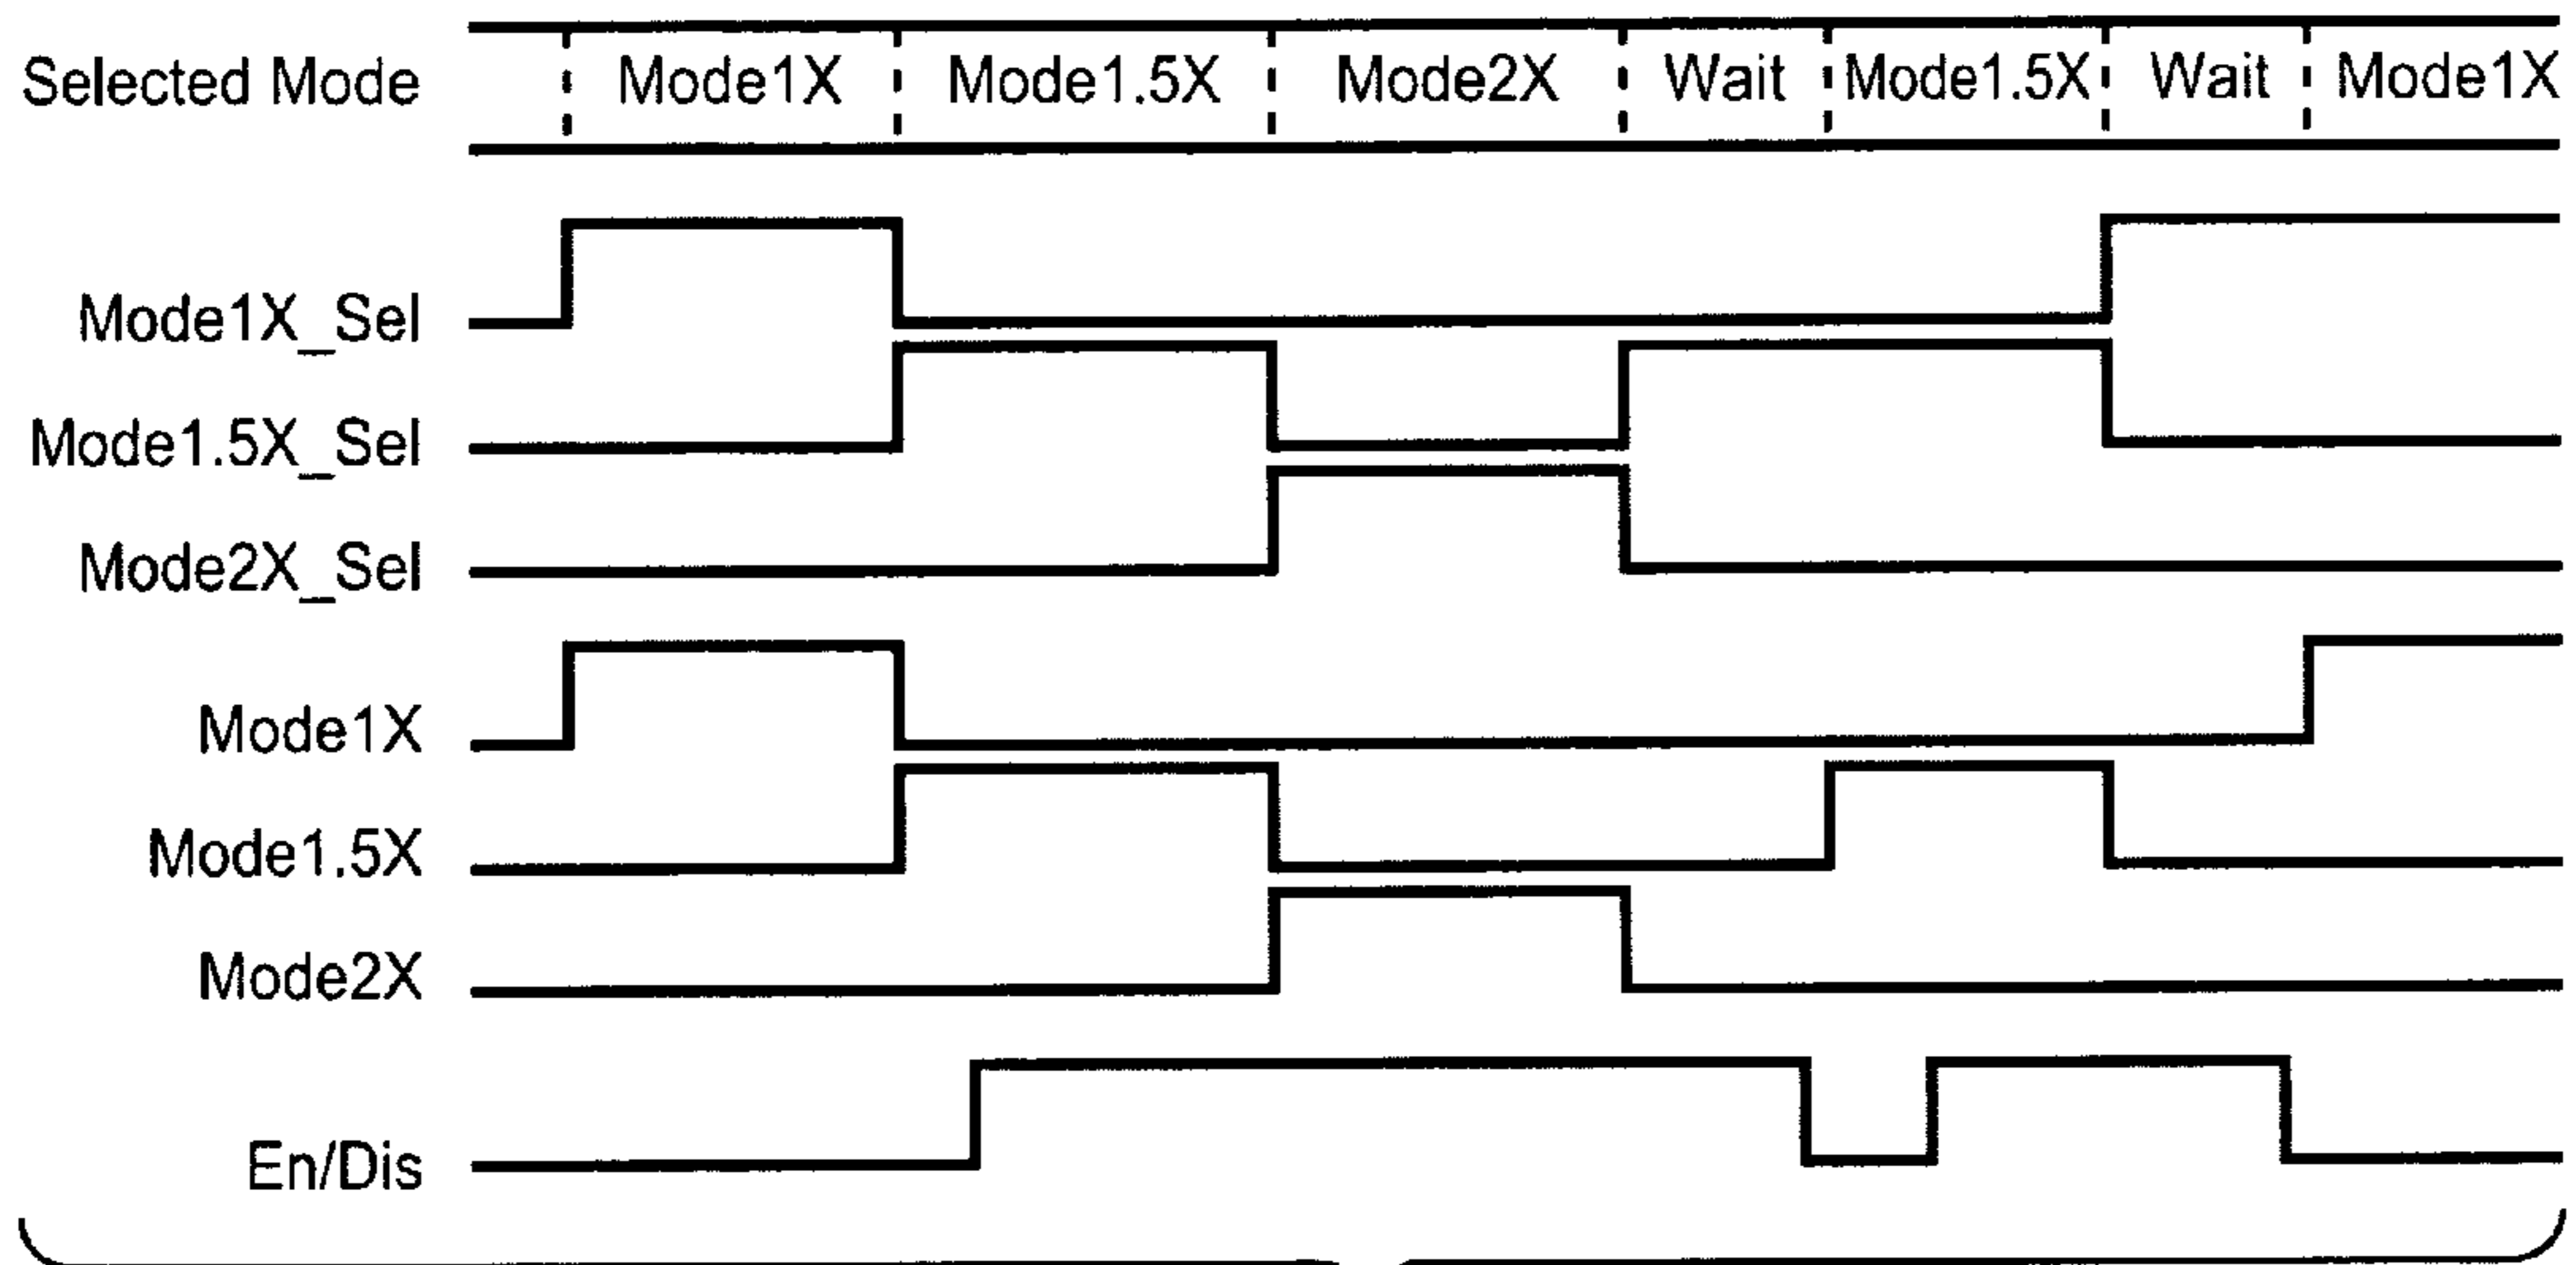 Selected Mode Mode1X Mode1.5X Mode2X Wait Mode1.5X Wait Mode1X
Mode1X_Sel
Mode1.5X_Sel
Mode2X_Sel
Mode1X
Mode1.5X
Mode2X
En/Dis